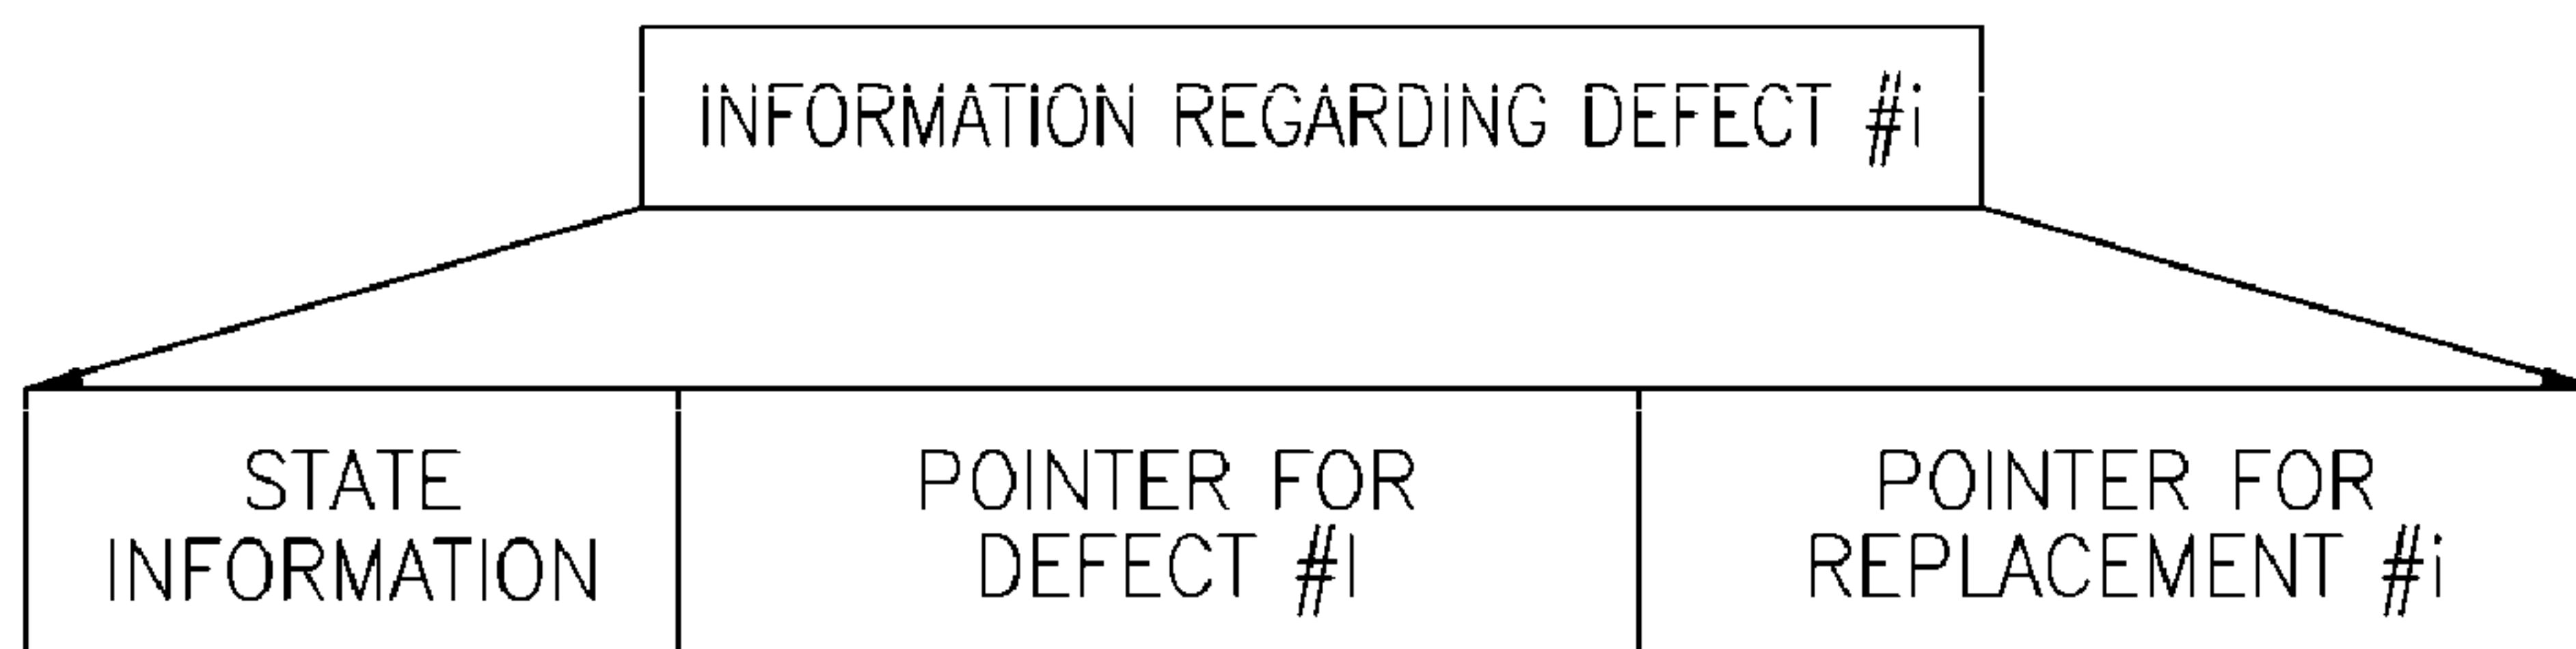 INFORMATION REGARDING DEFECT #i
STATE
INFORMATION
POINTER FOR
DEFECT #I
POINTER FOR
REPLACEMENT #i